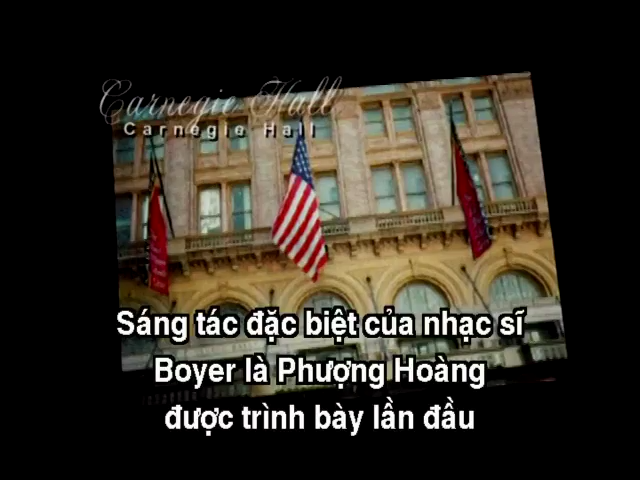 Carnegie Hall
Carnegie Hall
Sáng tác đặc biệt của nhạc sĩ
Boyer là Phượng Hoàng
được trình bày lần đầu